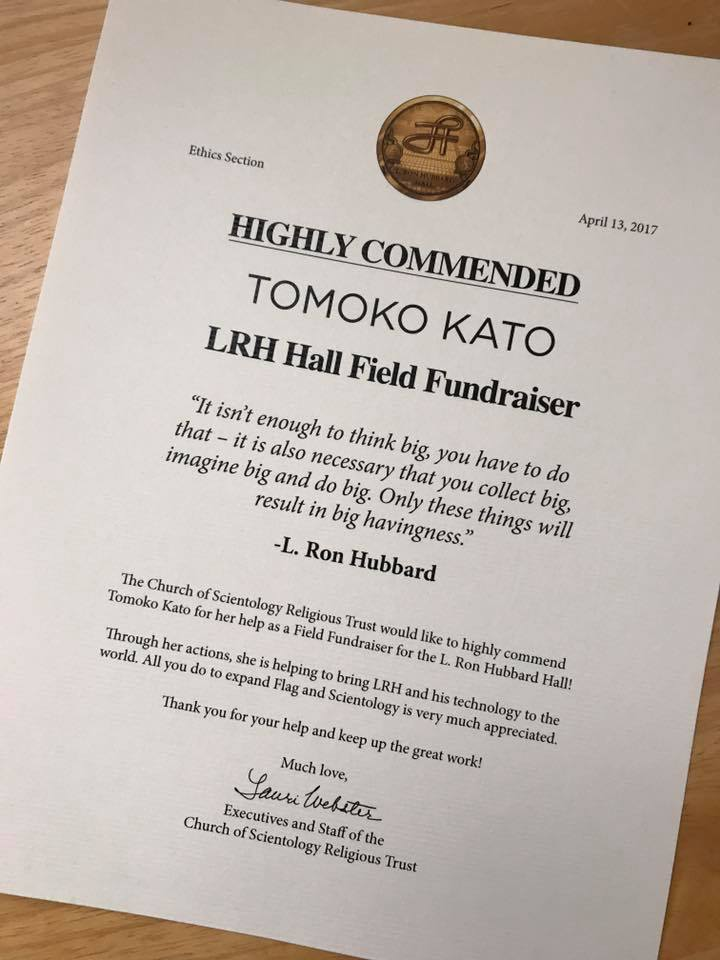 L. RON HUBBARD
HALL
Ethics Section
April 13, 2017
HIGHLY COMMENDED
TOMOKO KATO
LRH Hall Field Fundraiser
“It isn’t enough to think big, you have to do
that – it is also necessary that you collect big,
imagine big and do big. Only these things will
result in big havingness.”
-L. Ron Hubbard
The Church of Scientology Religious Trust would like to highly commend
Tomoko Kato for her help as a Field Fundraiser for the L. Ron Hubbard Hall!
Through her actions, she is helping to bring LRH and his technology to the
world. All you do to expand Flag and Scientology is very much appreciated.
Thank you for your help and keep up the great work!
Much love,
Lauri Webster
Executives and Staff of the
Church of Scientology Religious Trust